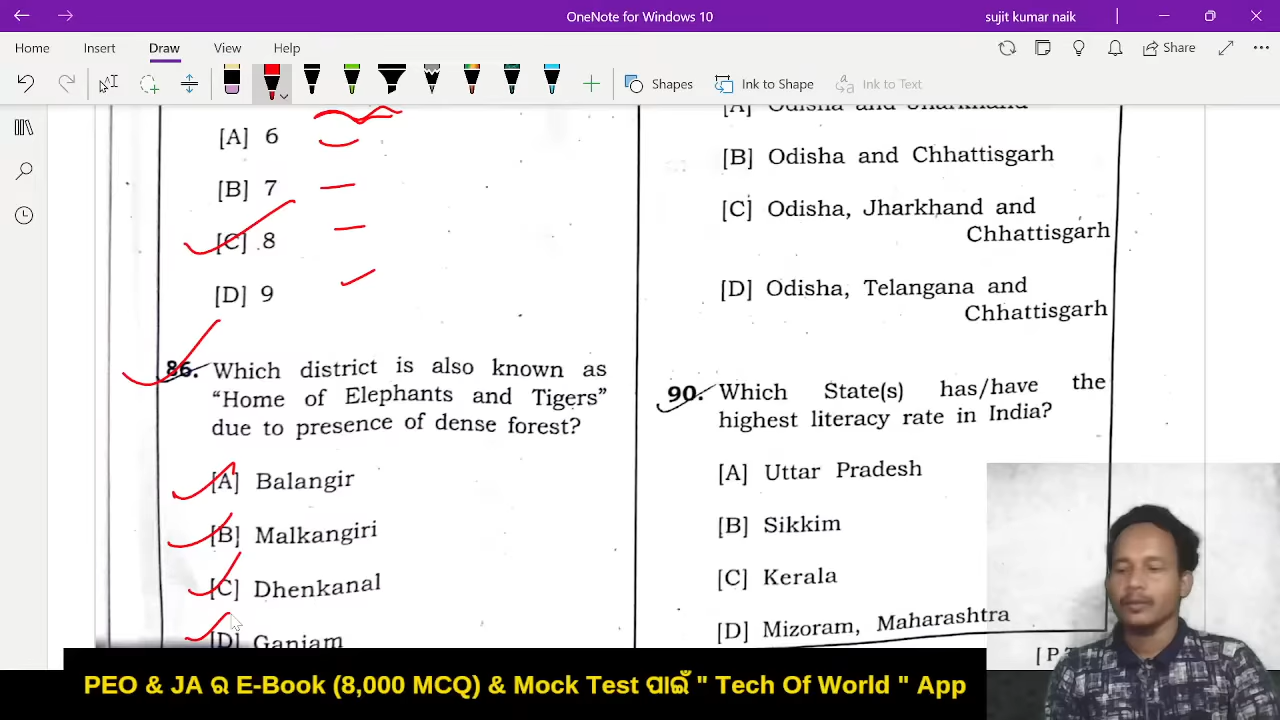 OneNote for Windows 10
sujit kumar naik
Home Insert Draw View Help
Share
Shapes
Ink to Shape
Ink to Text
[A] 6
[B] 7
[C] 8
[D] 9
86. Which district is also known as
“Home of Elephants and Tigers”
due to presence of dense forest?
[A] Balangir
[B] Malkangiri
[C] Dhenkanal
[D] Ganjam
[A] Odisha and Jharkhand
[B] Odisha and Chhattisgarh
[C] Odisha, Jharkhand and
Chhattisgarh
[D] Odisha, Telangana and
Chhattisgarh
90. Which State(s) has/have the
highest literacy rate in India?
[A] Uttar Pradesh
[B] Sikkim
[C] Kerala
[D] Mizoram, Maharashtra
PEO & JA ର E-Book (8,000 MCQ) & Mock Test ପାଇଁ " Tech Of World " App